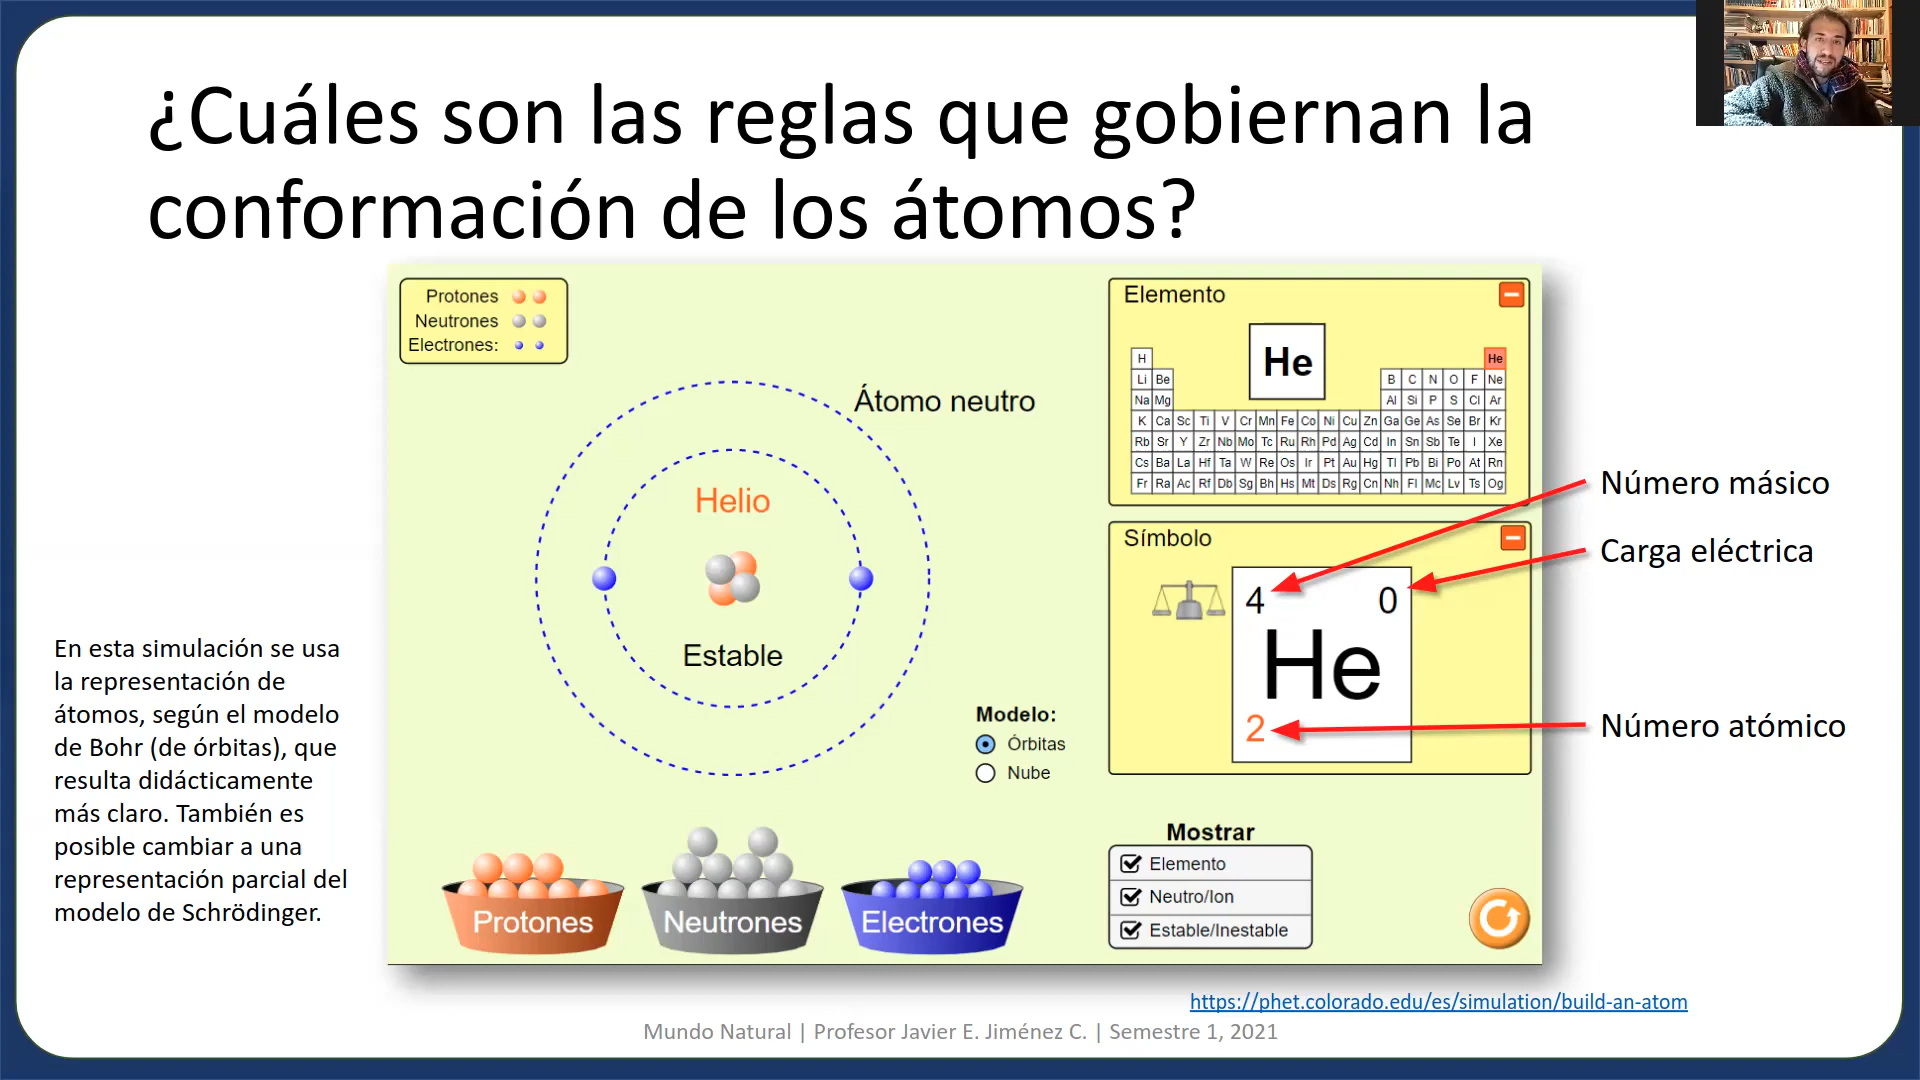 ¿Cuáles son las reglas que gobiernan la
conformación de los átomos?
Protones
Neutrones
Electrones:
Átomo neutro
Helio
Estable
Modelo:
Órbitas
Nube
Protones
Neutrones
Electrones
Elemento
He
H He
Li Be B C N O F Ne
Na Mg Al Si P S Cl Ar
K Ca Sc Ti V Cr Mn Fe Co Ni Cu Zn Ga Ge As Se Br Kr
Rb Sr Y Zr Nb Mo Tc Ru Rh Pd Ag Cd In Sn Sb Te I Xe
Cs Ba La Hf Ta W Re Os Ir Pt Au Hg Tl Pb Bi Po At Rn
Fr Ra Ac Rf Db Sg Bh Hs Mt Ds Rg Cn Nh Fl Mc Lv Ts Og
Símbolo
4 0
He
2
Número másico
Carga eléctrica
Número atómico
Mostrar
Elemento
Neutro/Ion
Estable/Inestable
En esta simulación se usa
la representación de
átomos, según el modelo
de Bohr (de órbitas), que
resulta didácticamente
más claro. También es
posible cambiar a una
representación parcial del
modelo de Schrödinger.
https://phet.colorado.edu/es/simulation/build-an-atom
Mundo Natural | Profesor Javier E. Jiménez C. | Semestre 1, 2021